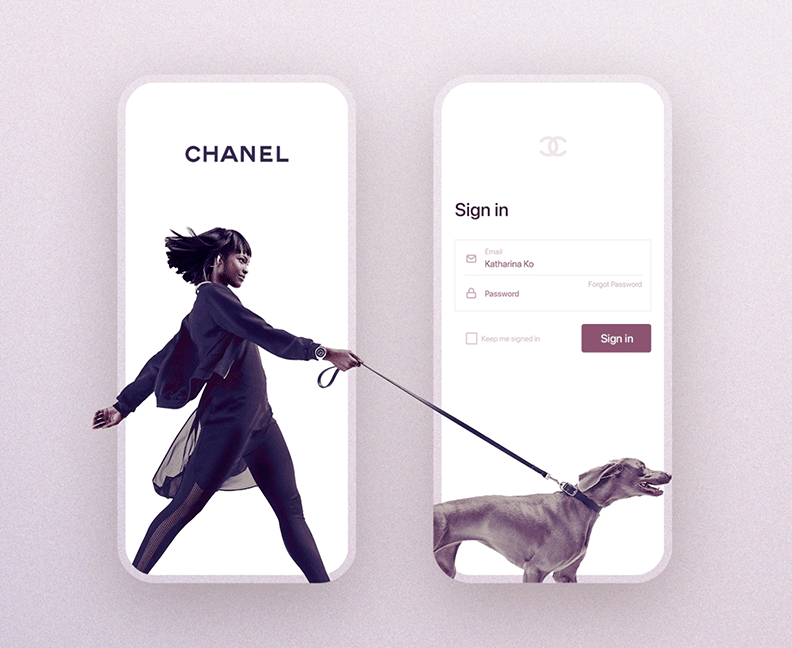 CHANEL
Sign in
Email
Katharina Ko
Forgot Password
Password
Keep me signed in
Sign in